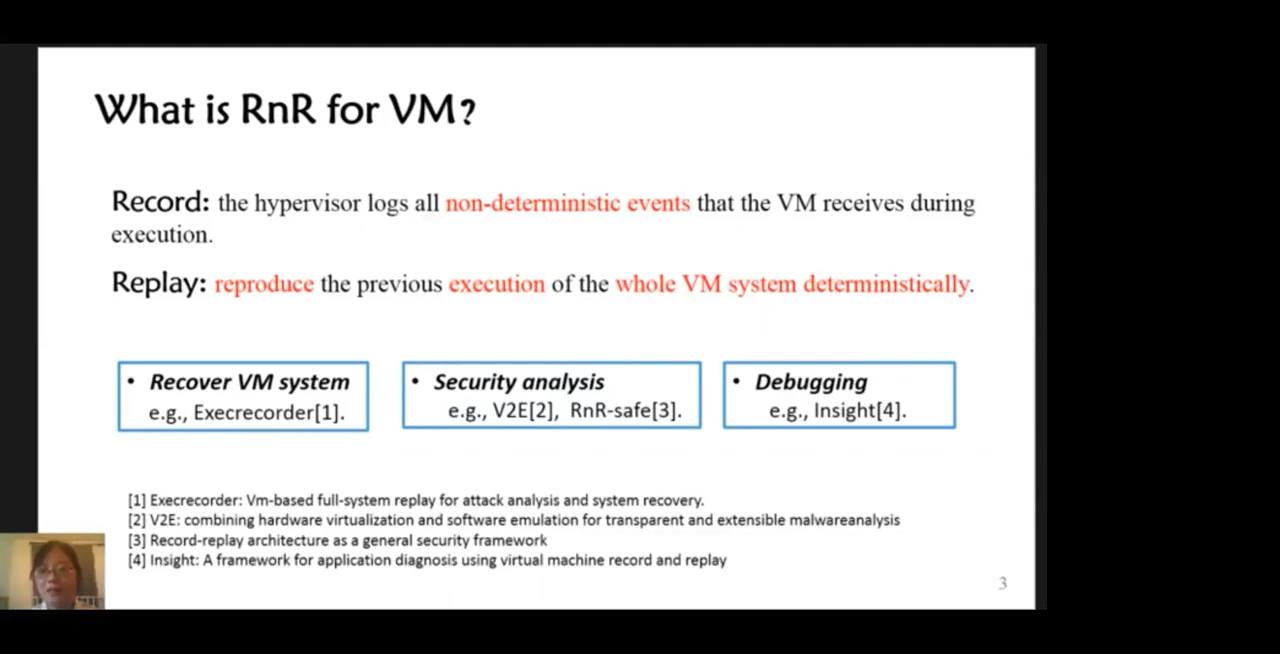 What is RnR for VM?
Record: the hypervisor logs all non-deterministic events that the VM receives during
execution.
Replay: reproduce the previous execution of the whole VM system deterministically.
• Recover VM system
e.g., Execrecorder[1].
• Security analysis
e.g., V2E[2], RnR-safe[3].
• Debugging
e.g., Insight[4].
[1] Execrecorder: Vm-based full-system replay for attack analysis and system recovery.
[2] V2E: combining hardware virtualization and software emulation for transparent and extensible malwareanalysis
[3] Record-replay architecture as a general security framework
[4] Insight: A framework for application diagnosis using virtual machine record and replay
3